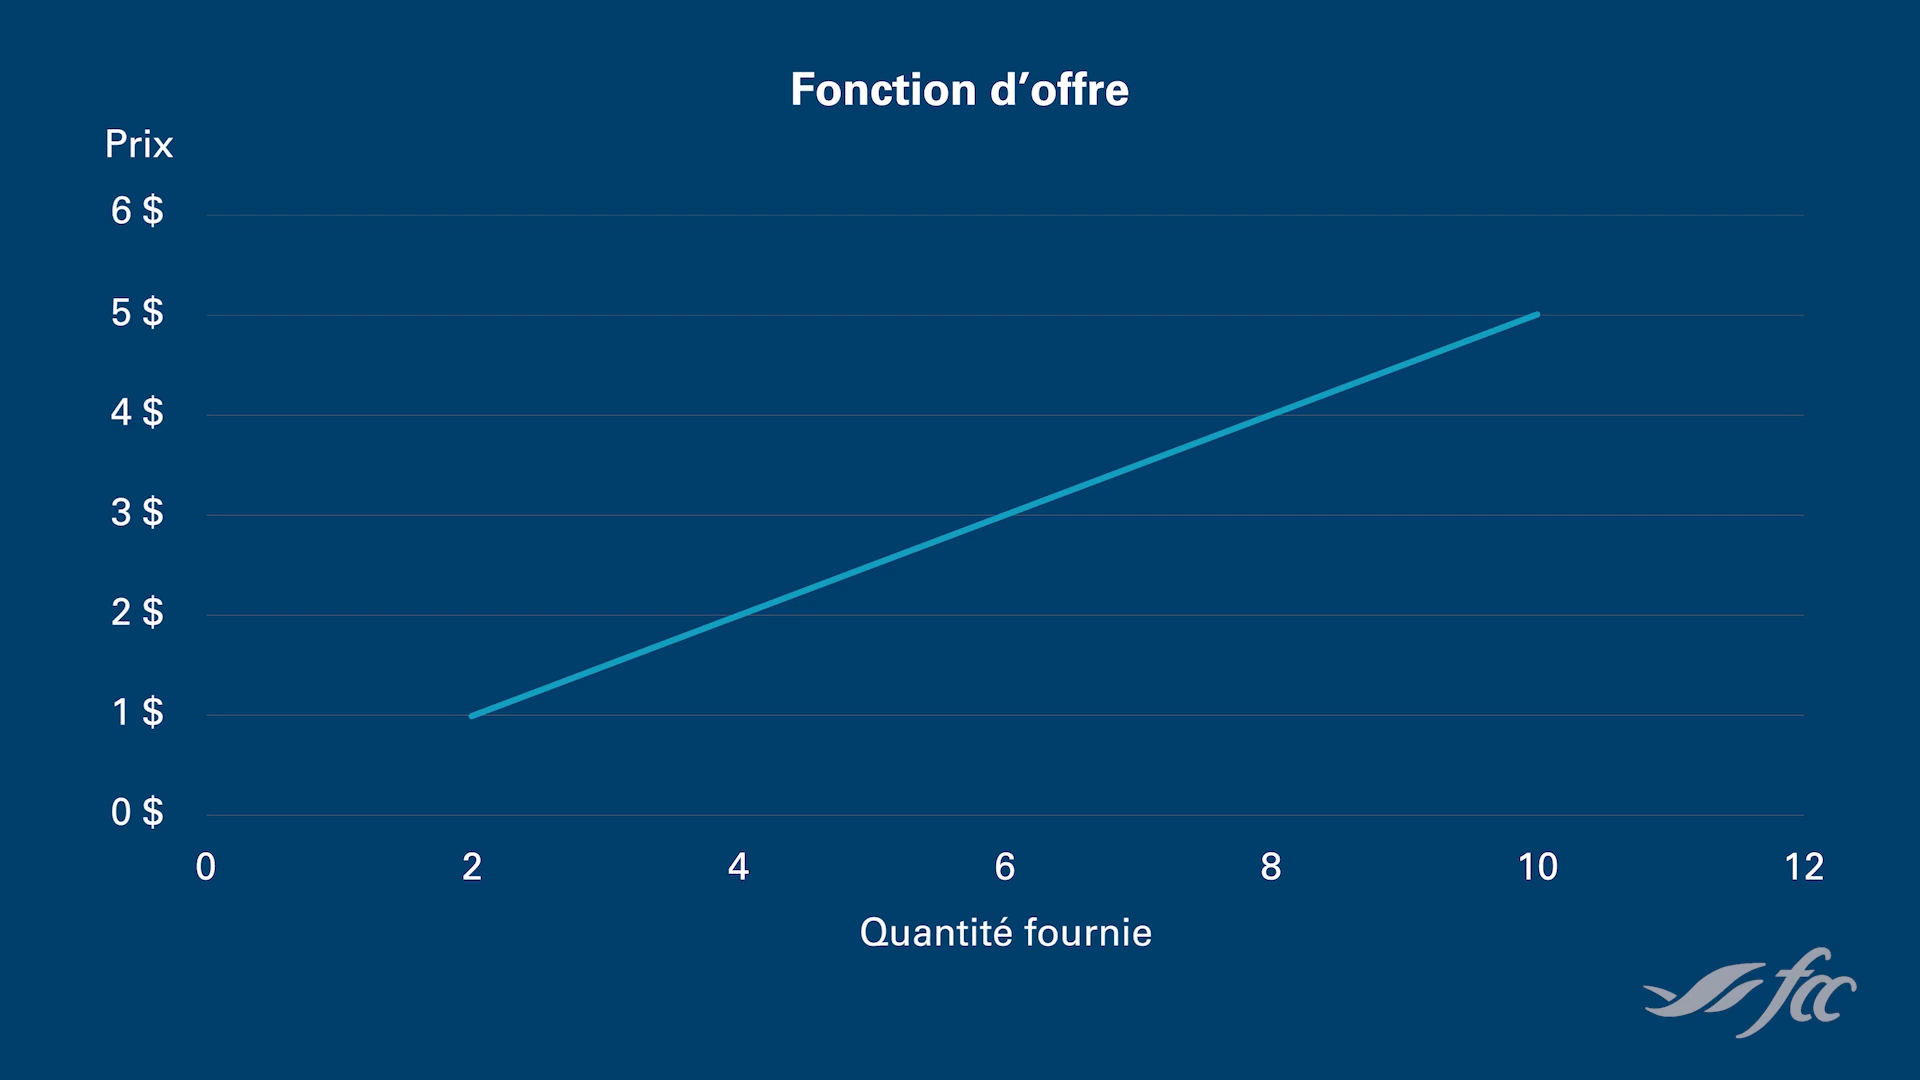 Fonction d’offre
Prix
6 $
5 $
4 $
3 $
2 $
1 $
0 $
0 2 4 6 8 10 12
Quantité fournie
fcc